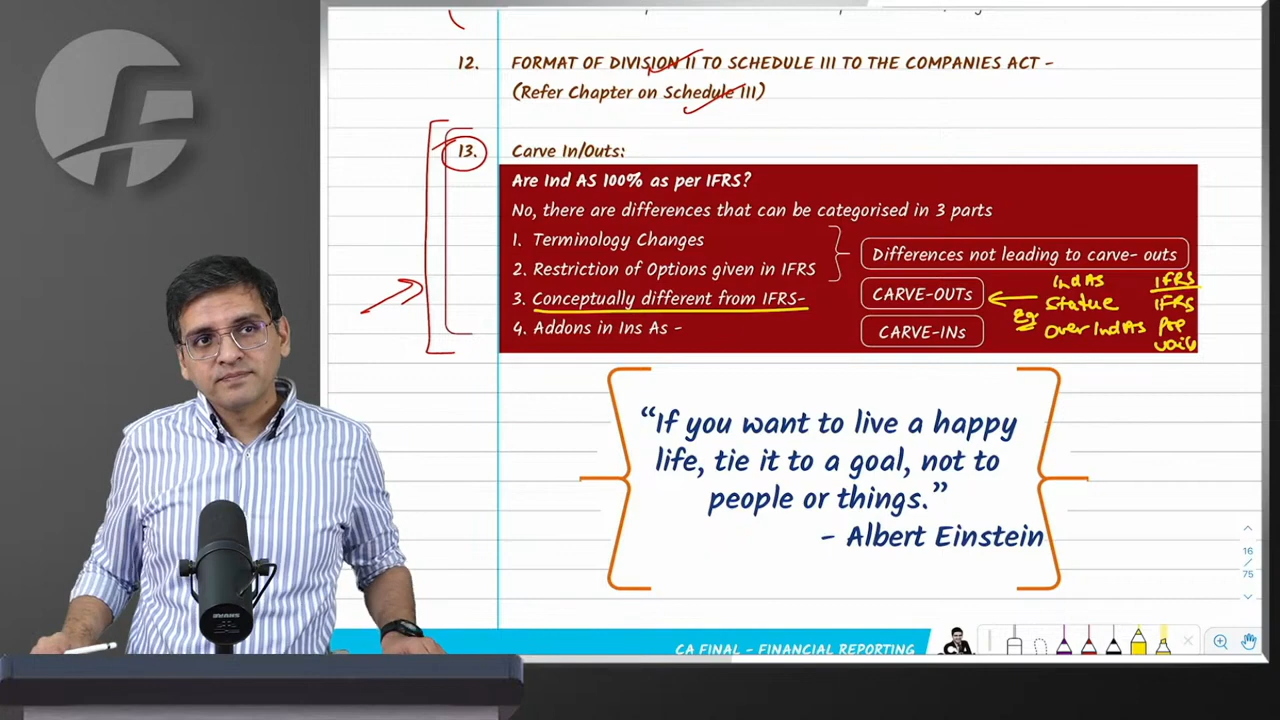 12. FORMAT OF DIVISION II TO SCHEDULE III TO THE COMPANIES ACT -
(Refer Chapter on Schedule III)
13. Carve In/Outs:
Are Ind AS 100% as per IFRS?
No, there are differences that can be categorised in 3 parts
1. Terminology Changes
2. Restriction of Options given in IFRS
Differences not leading to carve- outs
3. Conceptually different from IFRS-
CARVE-OUTs
4. Addons in Ins As -
CARVE-INs
Ind AS IFRS
Statue IFRS
Eg
Over Ind AS
"If you want to live a happy
life, tie it to a goal, not to
people or things."
- Albert Einstein
16
/
75
CA FINAL - FINANCIAL REPORTING